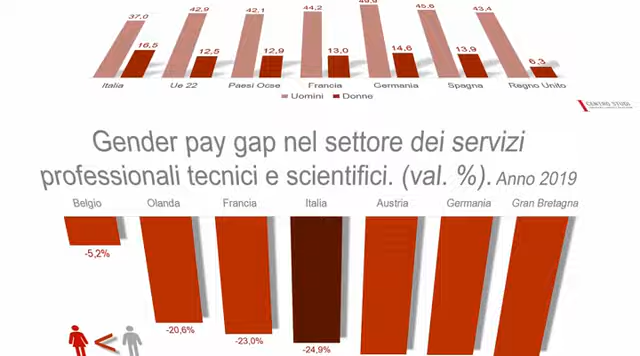 37,0 42,9 42,1 44,2 45,6 43,4
16,5 12,5 12,9 13,0 14,6 13,9 6,3
Italia Ue 22 Paesi Ocse Francia Germania Spagna Regno Unito
Uomini Donne
CENTRO STUDI
Gender pay gap nel settore dei servizi
professionali tecnici e scientifici. (val. %). Anno 2019
Belgio Olanda Francia Italia Austria Germania Gran Bretagna
-5,2%
-20,6%
-23,0%
-24,9%
<